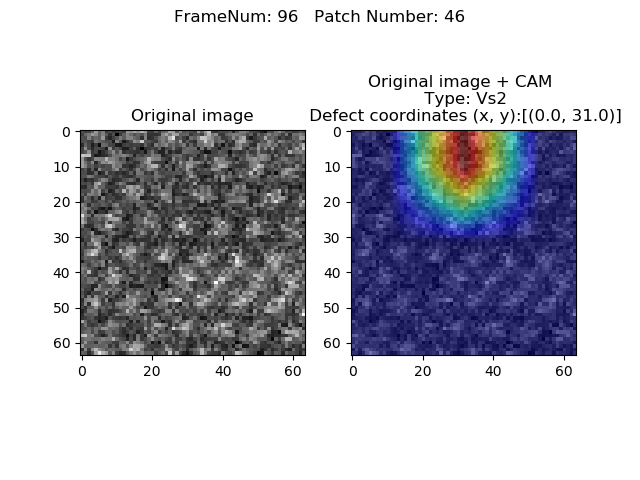 FrameNum: 96   Patch Number: 46
Original image
Original image + CAM
Type: Vs2
Defect coordinates (x, y):[(0.0, 31.0)]
0
10
20
30
40
50
60
0 20 40 60
0
10
20
30
40
50
60
0 20 40 60